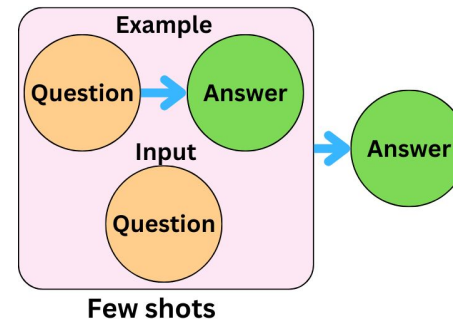 Example
Question
Answer
Input
Question
Answer
Few shots